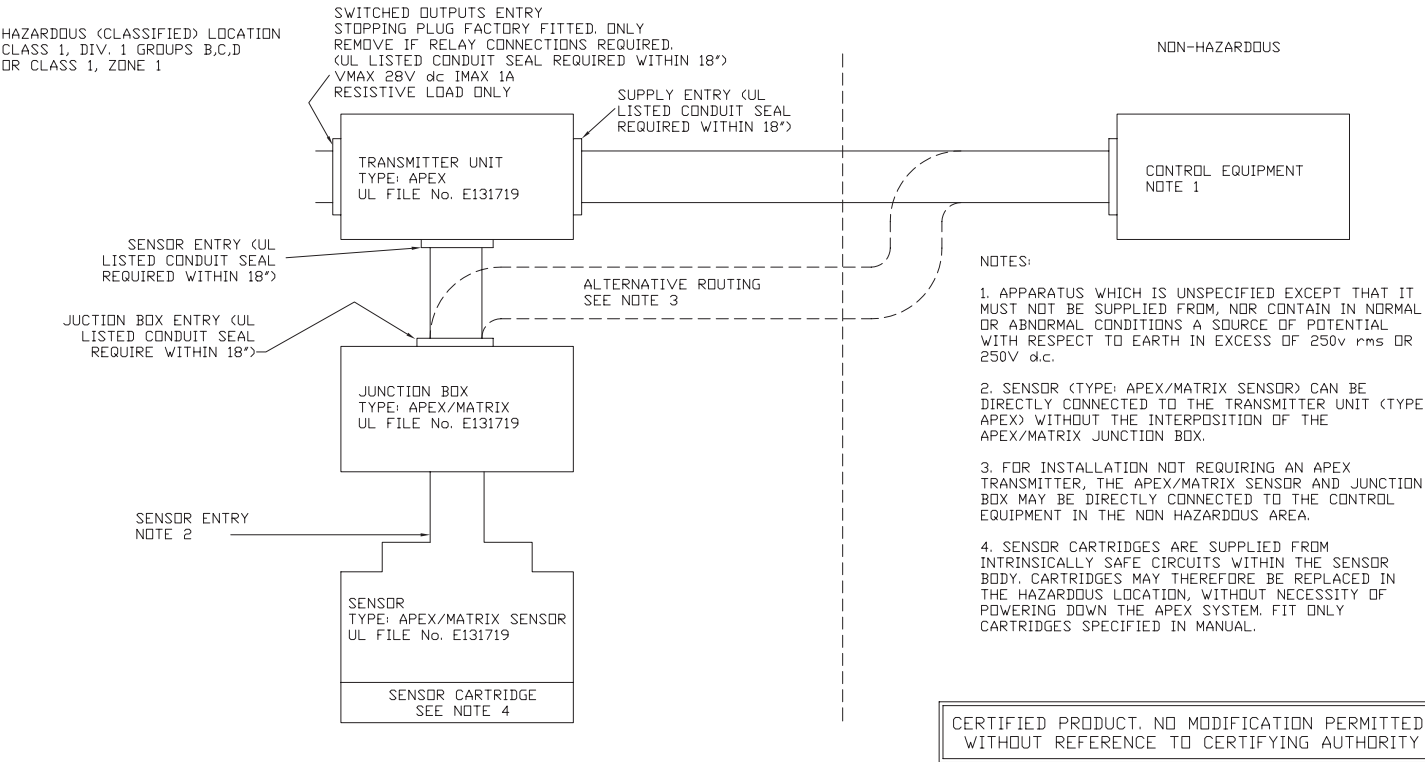 HAZARDOUS (CLASSIFIED) LOCATION
CLASS 1, DIV. 1 GROUPS B,C,D
OR CLASS 1, ZONE 1
SWITCHED OUTPUTS ENTRY
STOPPING PLUG FACTORY FITTED. ONLY
REMOVE IF RELAY CONNECTIONS REQUIRED.
(UL LISTED CONDUIT SEAL REQUIRED WITHIN 18")
VMAX 28V dc IMAX 1A
RESISTIVE LOAD ONLY
NON-HAZARDOUS
SUPPLY ENTRY (UL
LISTED CONDUIT SEAL
REQUIRED WITHIN 18")
TRANSMITTER UNIT
TYPE: APEX
UL FILE No. E131719
CONTROL EQUIPMENT
NOTE 1
SENSOR ENTRY (UL
LISTED CONDUIT SEAL
REQUIRED WITHIN 18")
ALTERNATIVE ROUTING
SEE NOTE 3
JUCTION BOX ENTRY (UL
LISTED CONDUIT SEAL
REQUIRE WITHIN 18")
JUNCTION BOX
TYPE: APEX/MATRIX
UL FILE No. E131719
SENSOR ENTRY
NOTE 2
SENSOR
TYPE: APEX/MATRIX SENSOR
UL FILE No. E131719
SENSOR CARTRIDGE
SEE NOTE 4
NOTES:
1. APPARATUS WHICH IS UNSPECIFIED EXCEPT THAT IT
MUST NOT BE SUPPLIED FROM, NOR CONTAIN IN NORMAL
OR ABNORMAL CONDITIONS A SOURCE OF POTENTIAL
WITH RESPECT TO EARTH IN EXCESS OF 250v rms OR
250V d.c.
2. SENSOR (TYPE: APEX/MATRIX SENSOR) CAN BE
DIRECTLY CONNECTED TO THE TRANSMITTER UNIT (TYPE
APEX) WITHOUT THE INTERPOSITION OF THE
APEX/MATRIX JUNCTION BOX.
3. FOR INSTALLATION NOT REQUIRING AN APEX
TRANSMITTER, THE APEX/MATRIX SENSOR AND JUNCTION
BOX MAY BE DIRECTLY CONNECTED TO THE CONTROL
EQUIPMENT IN THE NON HAZARDOUS AREA.
4. SENSOR CARTRIDGES ARE SUPPLIED FROM
INTRINSICALLY SAFE CIRCUITS WITHIN THE SENSOR
BODY. CARTRIDGES MAY THEREFORE BE REPLACED IN
THE HAZARDOUS LOCATION, WITHOUT NECESSITY OF
POWERING DOWN THE APEX SYSTEM. FIT ONLY
CARTRIDGES SPECIFIED IN MANUAL.
CERTIFIED PRODUCT. NO MODIFICATION PERMITTED
WITHOUT REFERENCE TO CERTIFYING AUTHORITY